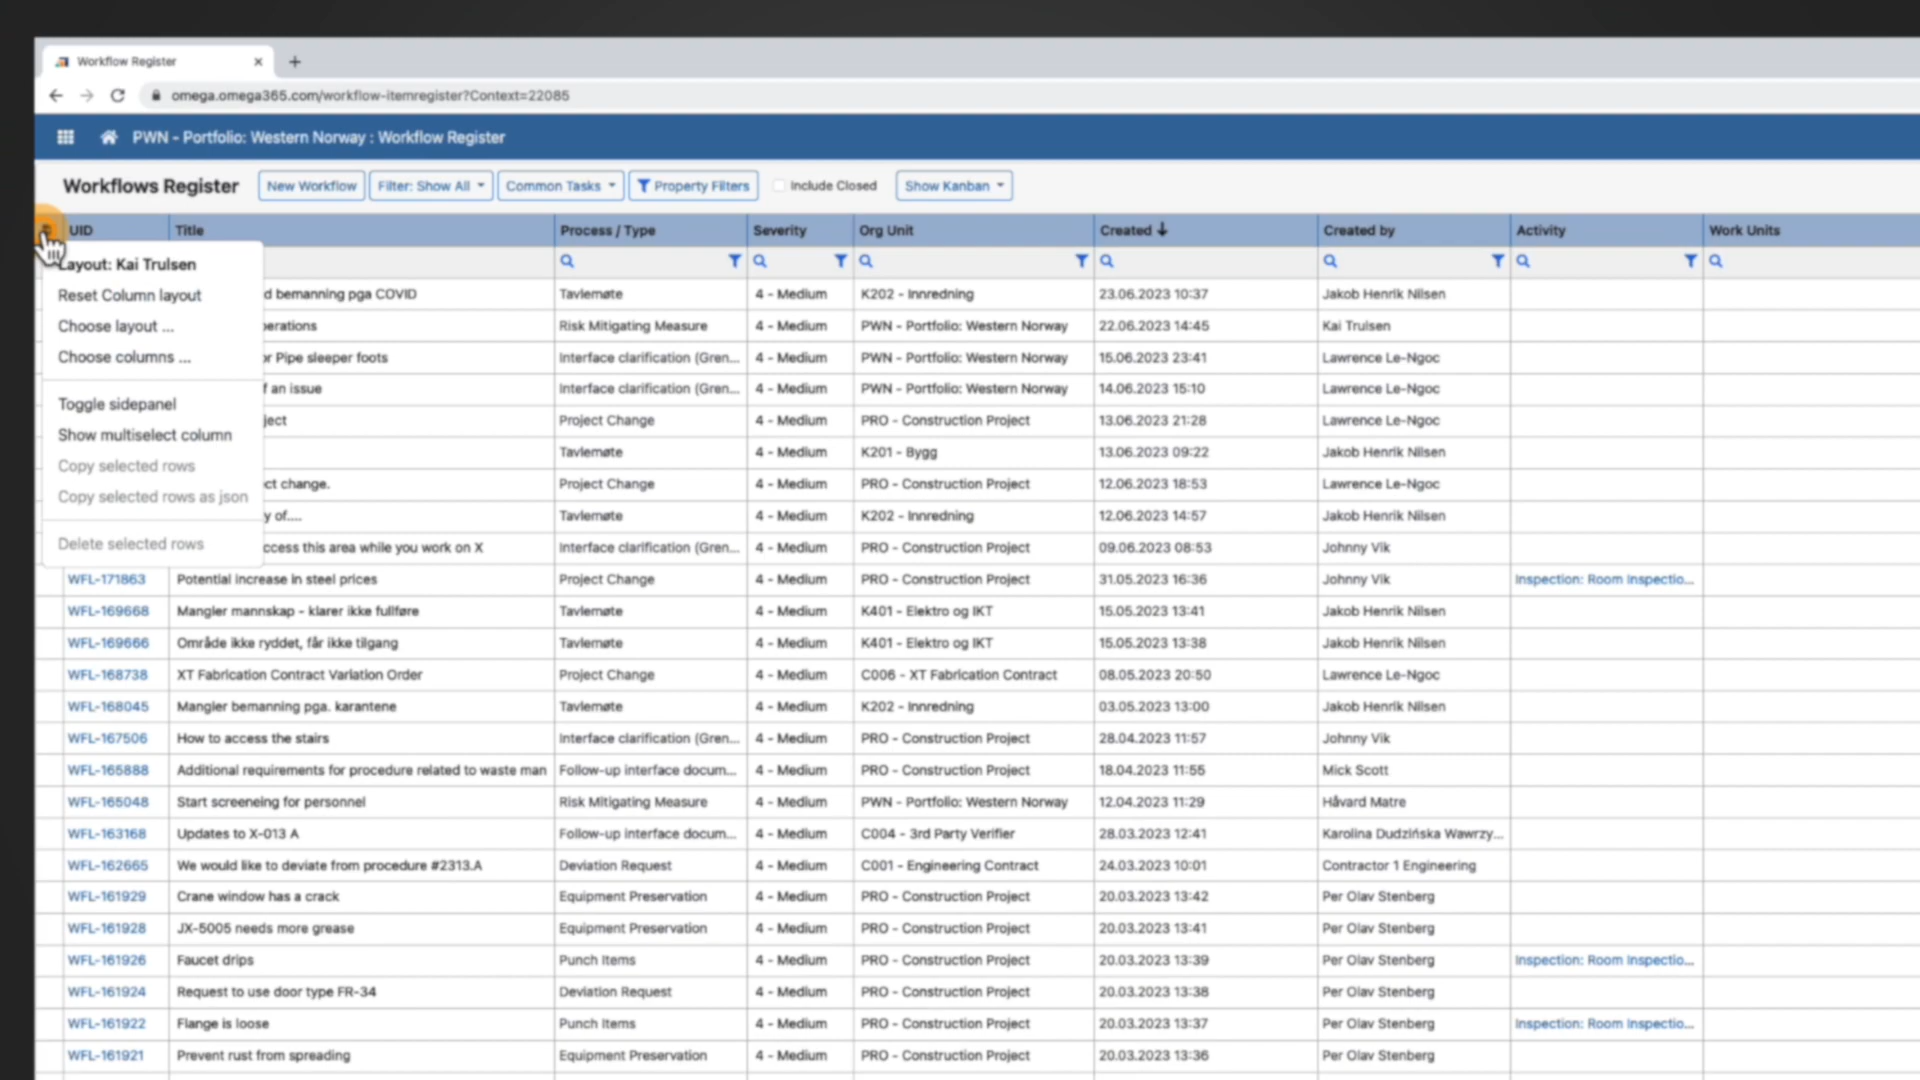 Workflow Register
omega.omega365.com/workflow-itemregister?Context=22085
PWN - Portfolio: Western Norway : Workflow Register
Workflows Register New Workflow Filter: Show All Common Tasks Property Filters Include Closed Show Kanban
UID Title Process / Type Severity Org Unit Created Created by Activity Work Units
Layout: Kai Trulsen
Reset Column layout
Choose layout ...
Choose columns ...
Toggle sidepanel
Show multiselect column
Copy selected rows
Copy selected rows as json
Delete selected rows
d bemanning pga COVID Tavlemøte 4 - Medium K202 - Innredning 23.06.2023 10:37 Jakob Henrik Nilsen
erations Risk Mitigating Measure 4 - Medium PWN - Portfolio: Western Norway 22.06.2023 14:45 Kai Trulsen
or Pipe sleeper foots Interface clarification (Gren... 4 - Medium PWN - Portfolio: Western Norway 15.06.2023 23:41 Lawrence Le-Ngoc
f an issue Interface clarification (Gren... 4 - Medium PWN - Portfolio: Western Norway 14.06.2023 15:10 Lawrence Le-Ngoc
ject Project Change 4 - Medium PRO - Construction Project 13.06.2023 21:28 Lawrence Le-Ngoc
Tavlemøte 4 - Medium K201 - Bygg 13.06.2023 09:22 Jakob Henrik Nilsen
ct change. Project Change 4 - Medium PRO - Construction Project 12.06.2023 18:53 Lawrence Le-Ngoc
y of.... Tavlemøte 4 - Medium K202 - Innredning 12.06.2023 14:57 Jakob Henrik Nilsen
ccess this area while you work on X Interface clarification (Gren... 4 - Medium PRO - Construction Project 09.06.2023 08:53 Johnny Vik
WFL-171863 Potential increase in steel prices Project Change 4 - Medium PRO - Construction Project 31.05.2023 16:36 Johnny Vik Inspection: Room Inspectio...
WFL-169668 Mangler mannskap - klarer ikke fullføre Tavlemøte 4 - Medium K401 - Elektro og IKT 15.05.2023 13:41 Jakob Henrik Nilsen
WFL-169666 Område ikke ryddet, får ikke tilgang Tavlemøte 4 - Medium K401 - Elektro og IKT 15.05.2023 13:38 Jakob Henrik Nilsen
WFL-168738 XT Fabrication Contract Variation Order Project Change 4 - Medium C006 - XT Fabrication Contract 08.05.2023 20:50 Lawrence Le-Ngoc
WFL-168045 Mangler bemanning pga. karantene Tavlemøte 4 - Medium K202 - Innredning 03.05.2023 13:00 Jakob Henrik Nilsen
WFL-167506 How to access the stairs Interface clarification (Gren... 4 - Medium PRO - Construction Project 28.04.2023 11:57 Johnny Vik
WFL-165888 Additional requirements for procedure related to waste man Follow-up interface docum... 4 - Medium PRO - Construction Project 18.04.2023 11:55 Mick Scott
WFL-165048 Start screeneing for personnel Risk Mitigating Measure 4 - Medium PWN - Portfolio: Western Norway 12.04.2023 11:29 Håvard Matre
WFL-163168 Updates to X-013 A Follow-up interface docum... 4 - Medium C004 - 3rd Party Verifier 28.03.2023 12:41 Karolina Dudzińska Wawrzy...
WFL-162665 We would like to deviate from procedure #2313.A Deviation Request 4 - Medium C001 - Engineering Contract 24.03.2023 10:01 Contractor 1 Engineering
WFL-161929 Crane window has a crack Equipment Preservation 4 - Medium PRO - Construction Project 20.03.2023 13:42 Per Olav Stenberg
WFL-161928 JX-5005 needs more grease Equipment Preservation 4 - Medium PRO - Construction Project 20.03.2023 13:41 Per Olav Stenberg
WFL-161926 Faucet drips Punch Items 4 - Medium PRO - Construction Project 20.03.2023 13:39 Per Olav Stenberg Inspection: Room Inspectio...
WFL-161924 Request to use door type FR-34 Deviation Request 4 - Medium PRO - Construction Project 20.03.2023 13:38 Per Olav Stenberg
WFL-161922 Flange is loose Punch Items 4 - Medium PRO - Construction Project 20.03.2023 13:37 Per Olav Stenberg Inspection: Room Inspectio...
WFL-161921 Prevent rust from spreading Equipment Preservation 4 - Medium PRO - Construction Project 20.03.2023 13:36 Per Olav Stenberg